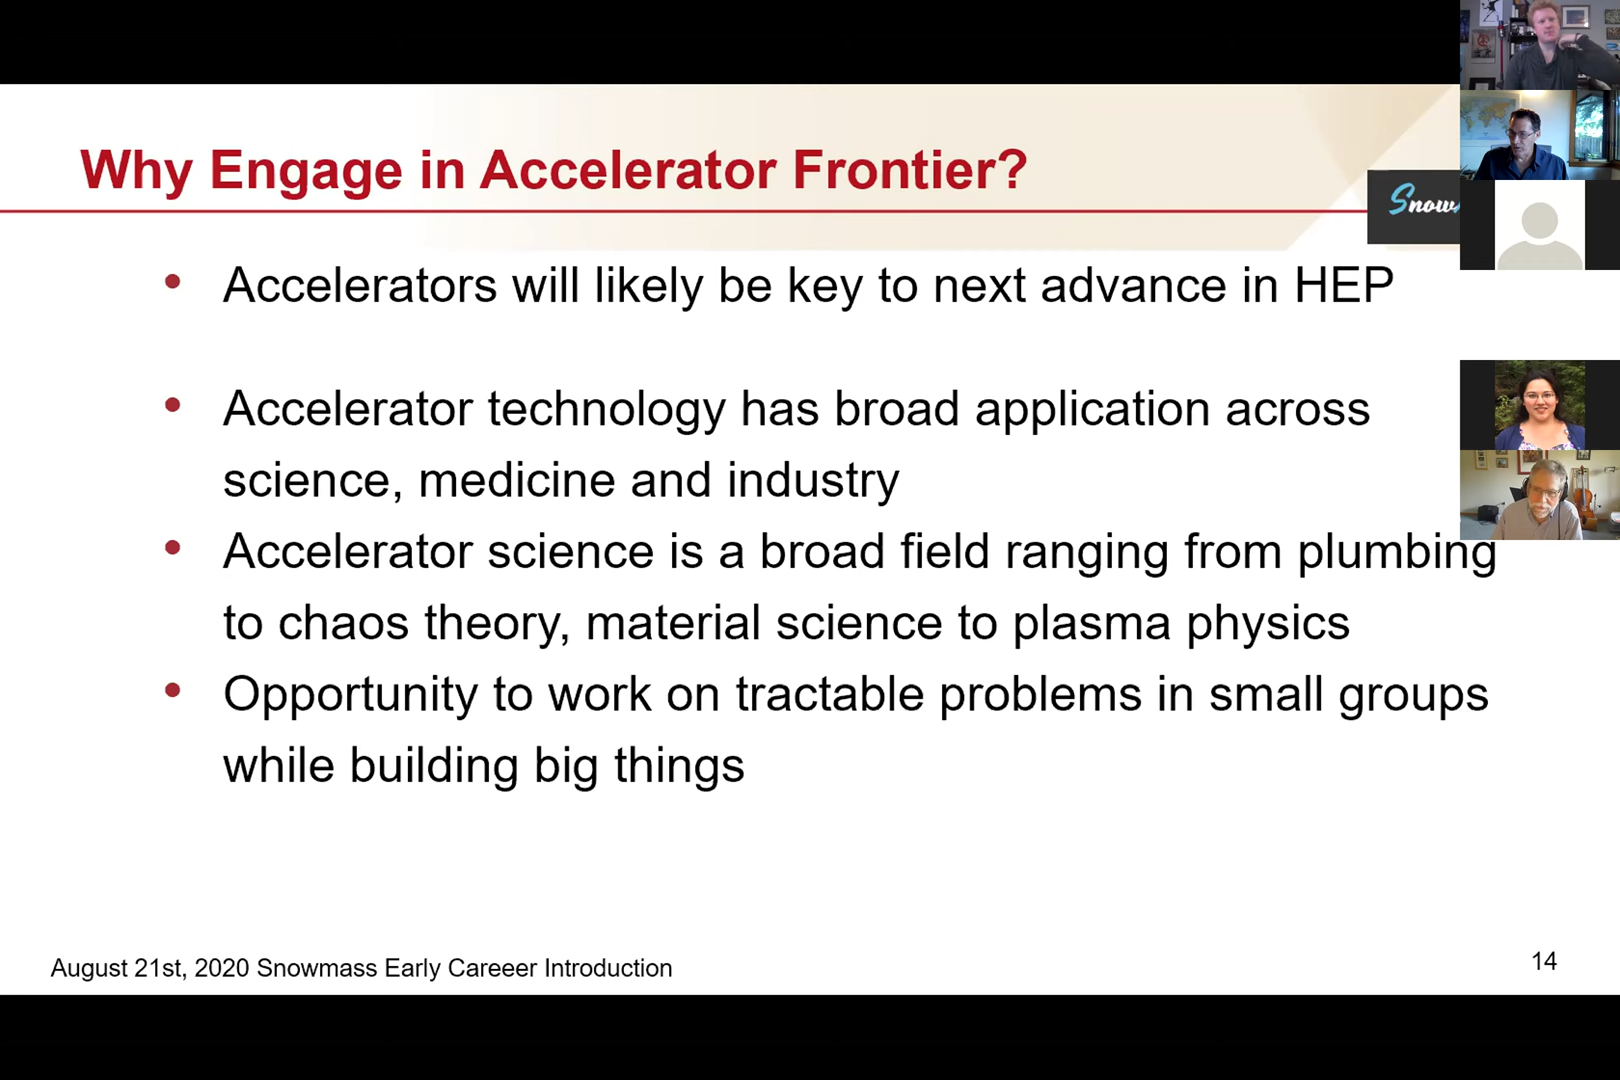 Why Engage in Accelerator Frontier?
Snow
• Accelerators will likely be key to next advance in HEP
• Accelerator technology has broad application across
science, medicine and industry
• Accelerator science is a broad field ranging from plumbing
to chaos theory, material science to plasma physics
• Opportunity to work on tractable problems in small groups
while building big things
August 21st, 2020 Snowmass Early Careeer Introduction
14